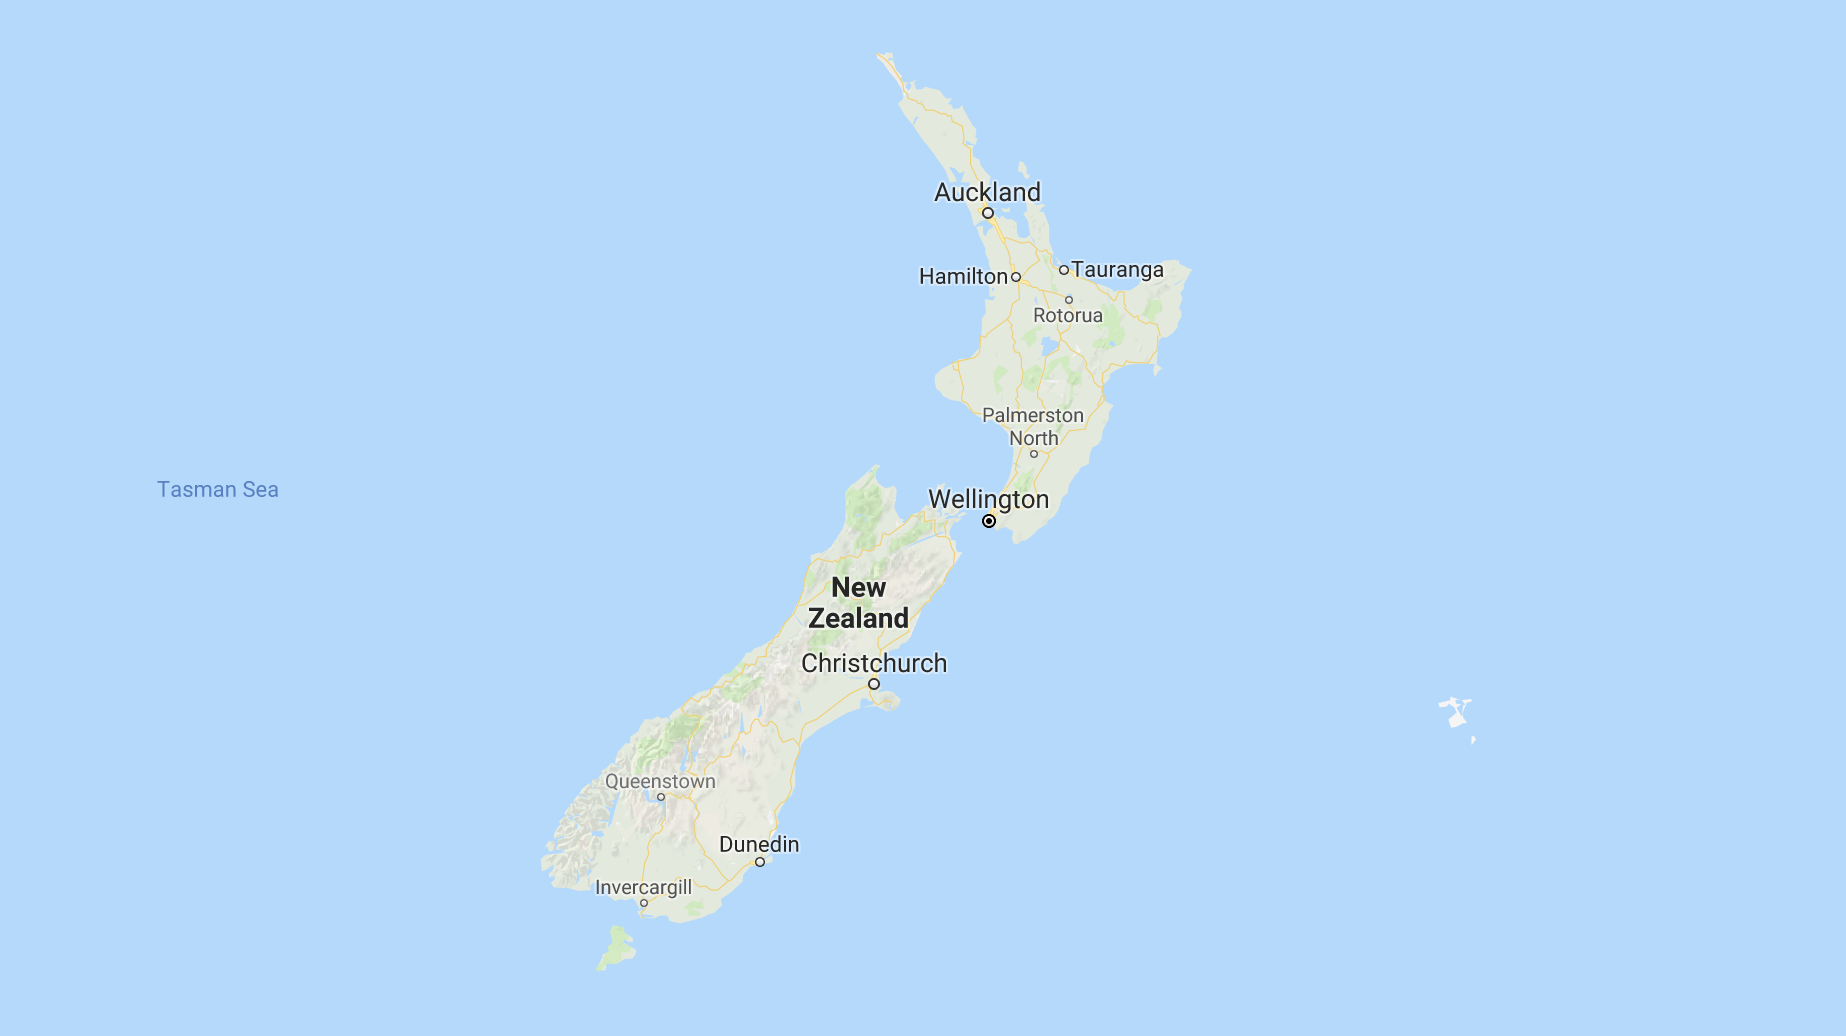 Auckland
Hamilton
Tauranga
Rotorua
Palmerston
North
Tasman Sea
Wellington
New
Zealand
Christchurch
Queenstown
Dunedin
Invercargill